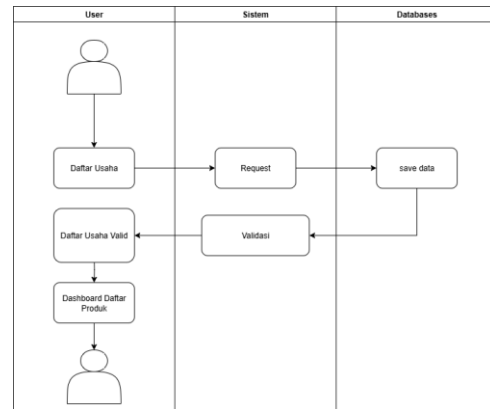 User
Sistem
Databases
Daftar Usaha
Request
save data
Daftar Usaha Valid
Validasi
Dashboard Daftar
Produk